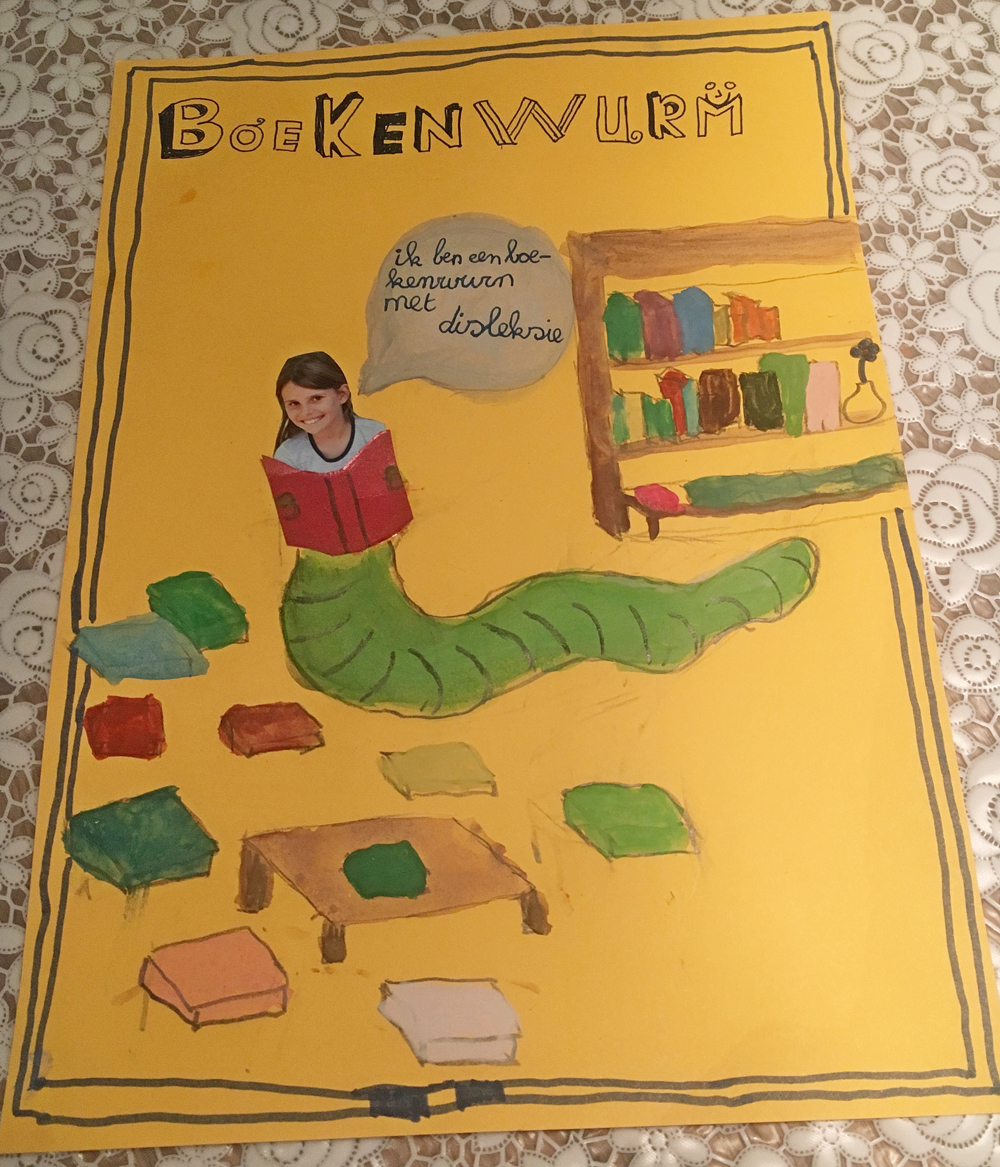 BOEKENWURM
ik ben een boe-
kenwurm
met
disleksie